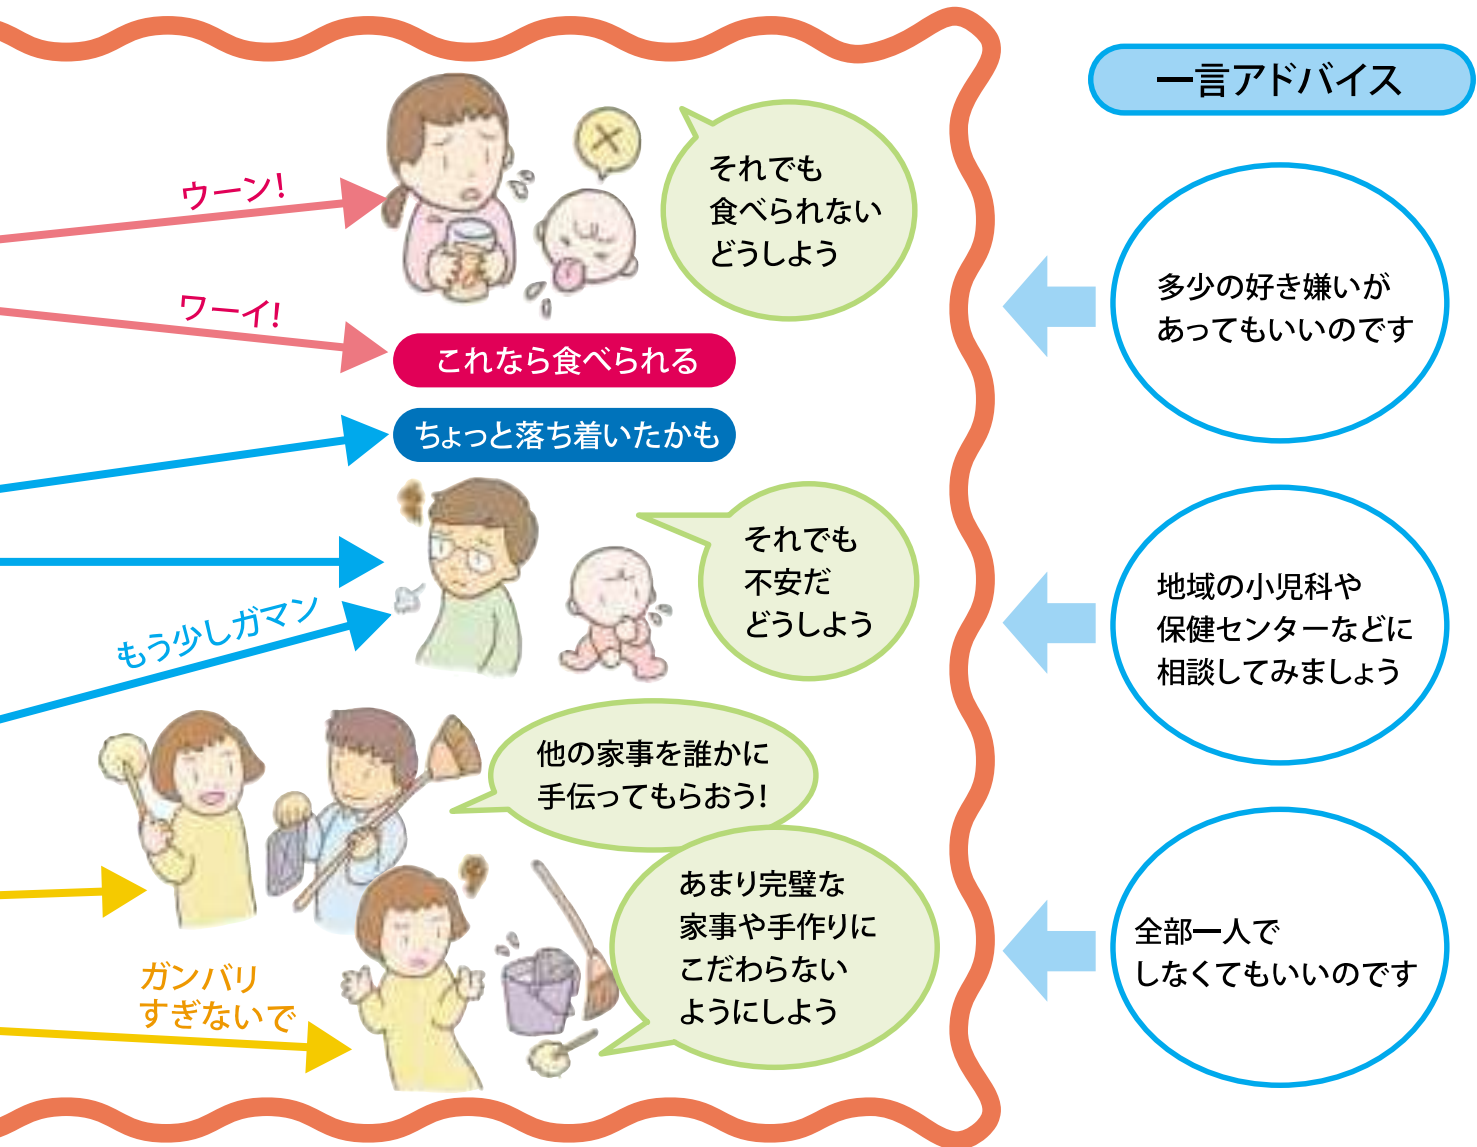 一言アドバイス
ウーン!
それでも
食べられない
どうしよう
多少の好き嫌いが
あってもいいのです
ワーイ!
これなら食べられる
ちょっと落ち着いたかも
それでも
不安だ
どうしよう
もう少しガマン
地域の小児科や
保健センターなどに
相談してみましょう
他の家事を誰かに
手伝ってもらおう!
あまり完璧な
家事や手作りに
こだわらない
ようにしよう
ガンバリ
すぎないで
全部一人で
しなくてもいいのです